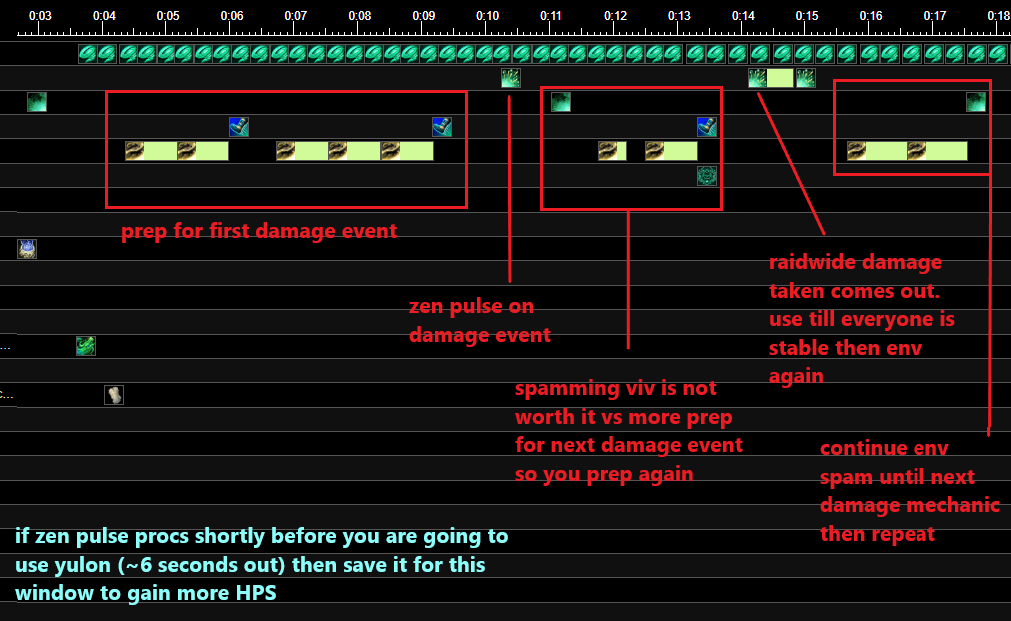 0:03 0:04 0:05 0:06 0:07 0:08 0:09 0:10 0:11 0:12 0:13 0:14 0:15 0:16 0:17 0:18
prep for first damage event
zen pulse on
damage event
raidwide damage
taken comes out.
use till everyone is
stable then env
again
...
spamming viv is not
worth it vs more prep
for next damage event
so you prep again
c...
continue env
spam until next
damage mechanic
then repeat
if zen pulse procs shortly before you are going to
use yulon (~6 seconds out) then save it for this
window to gain more HPS